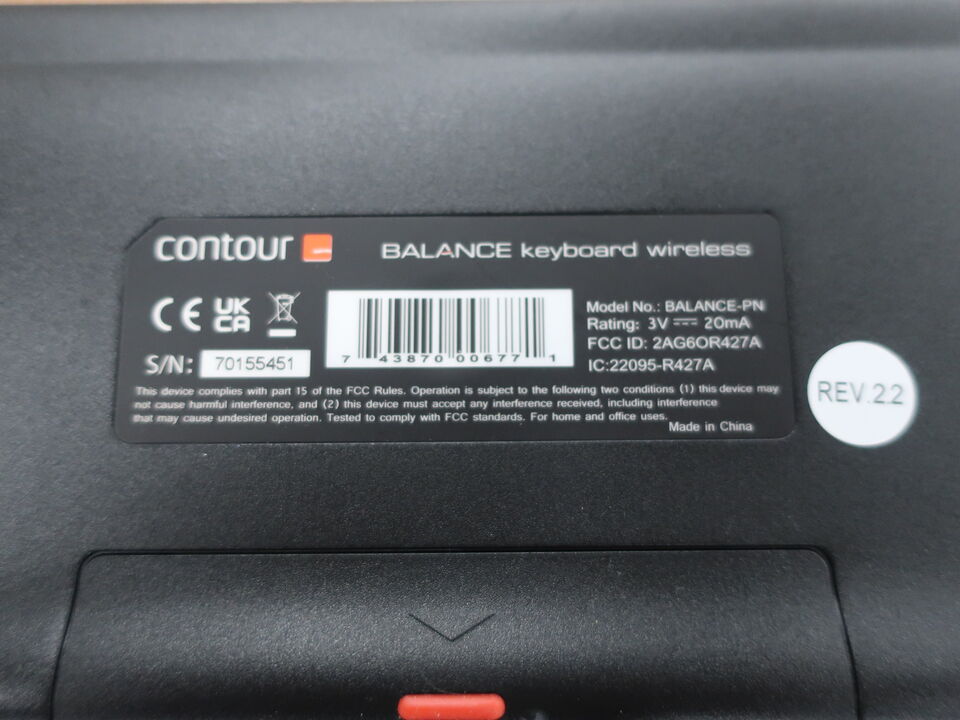 contour
BALANCE keyboard wireless
CE UK CA
7 43870 00677 1
Model No.: BALANCE-PN
Rating: 3V 20mA
FCC ID: 2AG6OR427A
IC:22095-R427A
S/N: 70155451
This device complies with part 15 of the FCC Rules. Operation is subject to the following two conditions (1) this device may
not cause harmful interference, and (2) this device must accept any interference received, including interference
that may cause undesired operation. Tested to comply with FCC standards. For home and office uses.
Made in China
REV.2.2